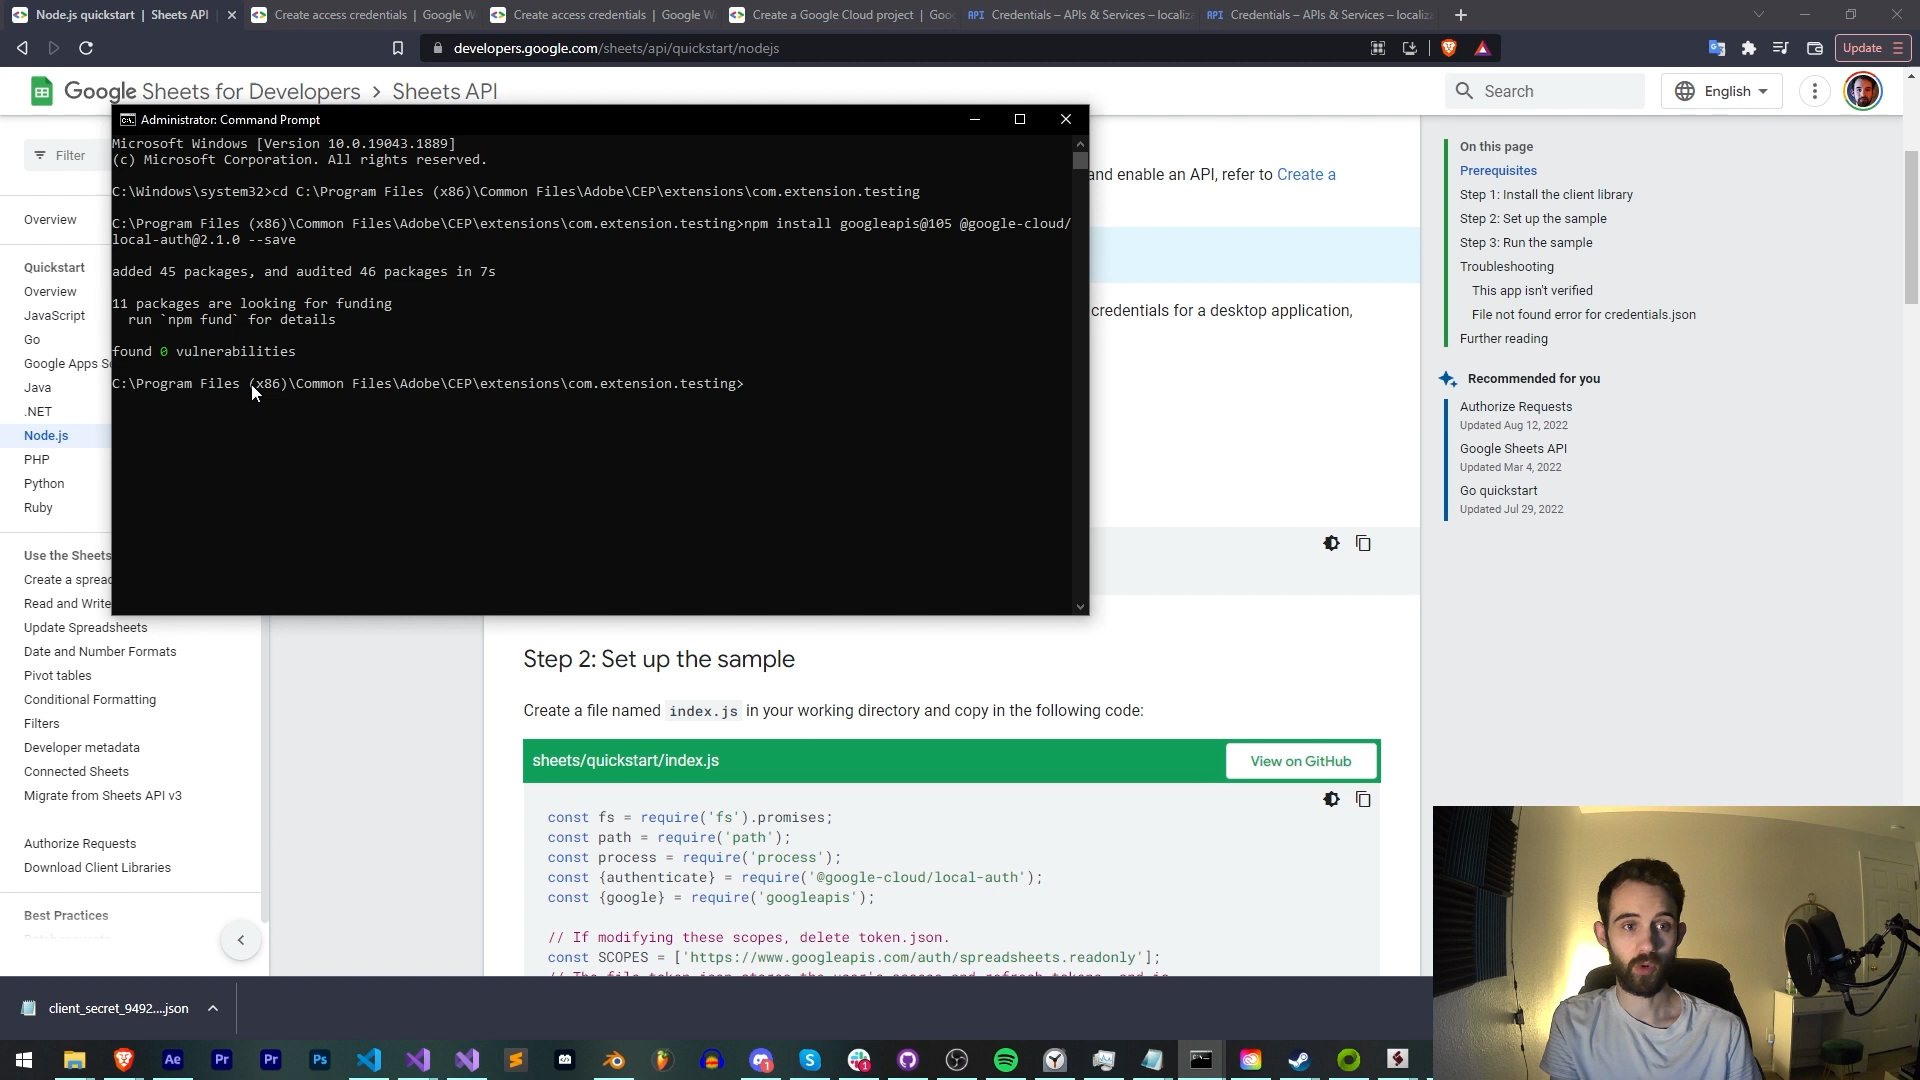 Node.js quickstart | Sheets API
Create access credentials | Google W
Create access credentials | Google W
Create a Google Cloud project | Goo
API Credentials – APIs & Services – localiz
API Credentials – APIs & Services – localiz
developers.google.com/sheets/api/quickstart/nodejs
Update
Google Sheets for Developers > Sheets API
Search
English
Administrator: Command Prompt
Microsoft Windows [Version 10.0.19043.1889]
(c) Microsoft Corporation. All rights reserved.
C:\Windows\system32>cd C:\Program Files (x86)\Common Files\Adobe\CEP\extensions\com.extension.testing
C:\Program Files (x86)\Common Files\Adobe\CEP\extensions\com.extension.testing>npm install googleapis@105 @google-cloud/
local-auth@2.1.0 --save
added 45 packages, and audited 46 packages in 7s
11 packages are looking for funding
run `npm fund` for details
found 0 vulnerabilities
C:\Program Files (x86)\Common Files\Adobe\CEP\extensions\com.extension.testing>
Filter
Overview
Quickstart
Overview
JavaScript
Go
Google Apps S
Java
.NET
Node.js
PHP
Python
Ruby
Use the Sheets
Create a spread
Read and Write
Update Spreadsheets
Date and Number Formats
Pivot tables
Conditional Formatting
Filters
Developer metadata
Connected Sheets
Migrate from Sheets API v3
Authorize Requests
Download Client Libraries
Best Practices
and enable an API, refer to Create a
credentials for a desktop application,
Step 2: Set up the sample
Create a file named index.js in your working directory and copy in the following code:
sheets/quickstart/index.js
View on GitHub
const fs = require('fs').promises;
const path = require('path');
const process = require('process');
const {authenticate} = require('@google-cloud/local-auth');
const {google} = require('googleapis');
// If modifying these scopes, delete token.json.
const SCOPES = ['https://www.googleapis.com/auth/spreadsheets.readonly'];
On this page
Prerequisites
Step 1: Install the client library
Step 2: Set up the sample
Step 3: Run the sample
Troubleshooting
This app isn't verified
File not found error for credentials.json
Further reading
Recommended for you
Authorize Requests
Updated Aug 12, 2022
Google Sheets API
Updated Mar 4, 2022
Go quickstart
Updated Jul 29, 2022
client_secret_9492....json
Ae
Pr
Pr
Ps